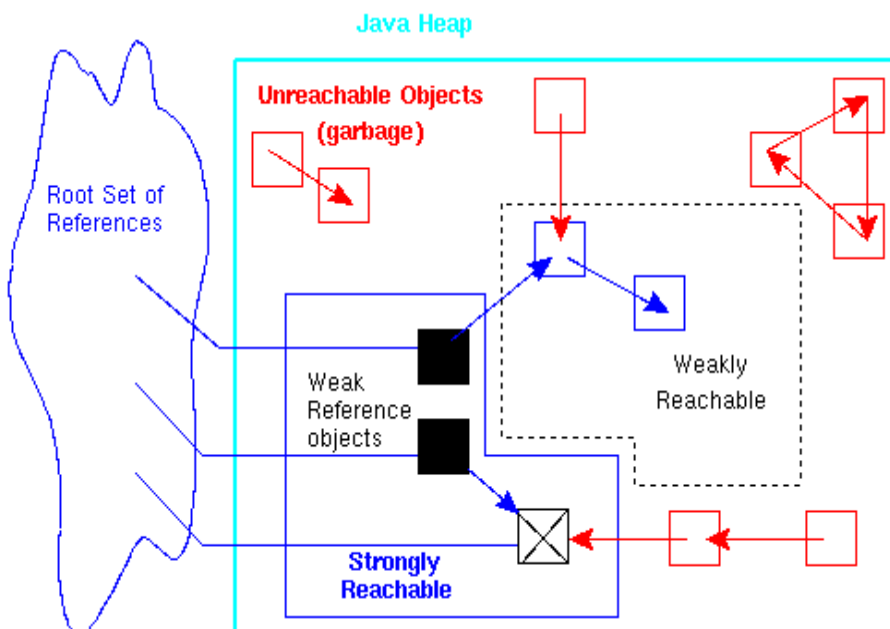 Java Heap
Unreachable Objects
(garbage)
Root Set of
References
Weak
Reference
objects
Weakly
Reachable
Strongly
Reachable